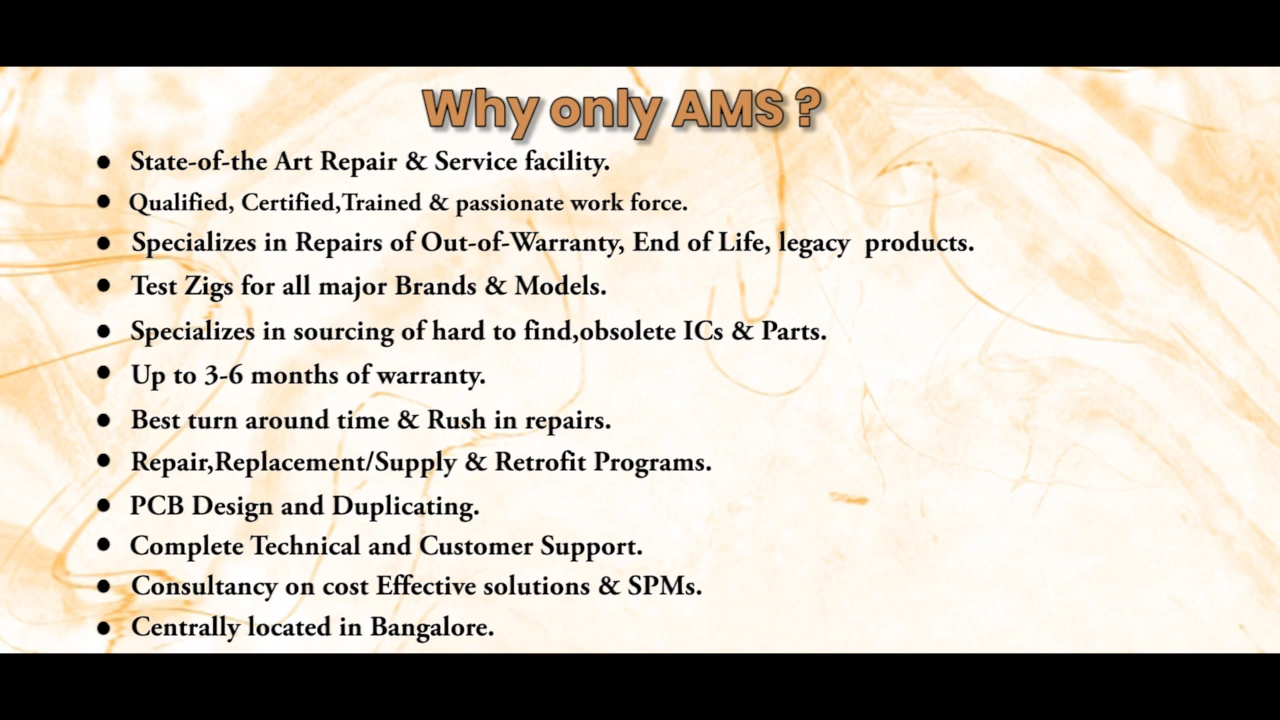 Why only AMS ?
● State-of-the Art Repair & Service facility.
● Qualified, Certified,Trained & passionate work force.
● Specializes in Repairs of Out-of-Warranty, End of Life, legacy  products.
● Test Zigs for all major Brands & Models.
● Specializes in sourcing of hard to find,obsolete ICs & Parts.
● Up to 3-6 months of warranty.
● Best turn around time & Rush in repairs.
● Repair,Replacement/Supply & Retrofit Programs.
● PCB Design and Duplicating.
● Complete Technical and Customer Support.
● Consultancy on cost Effective solutions & SPMs.
● Centrally located in Bangalore.